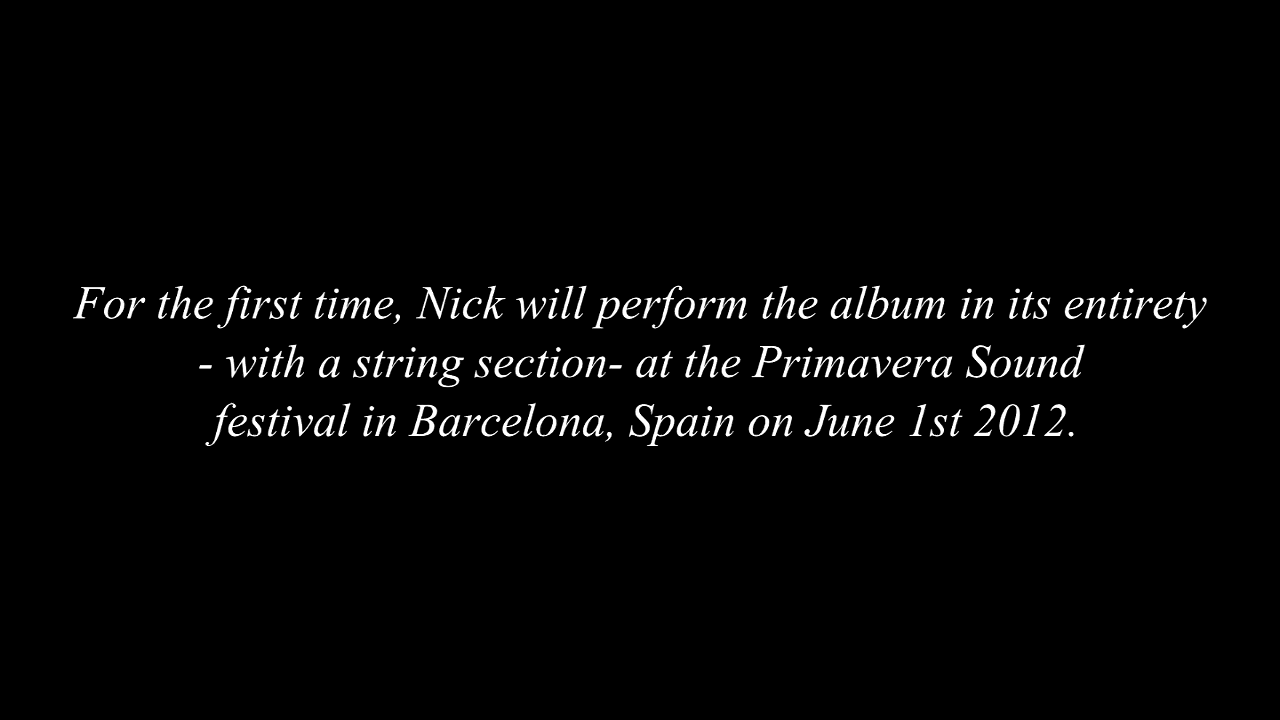 For the first time, Nick will perform the album in its entirety
- with a string section- at the Primavera Sound
festival in Barcelona, Spain on June 1st 2012.